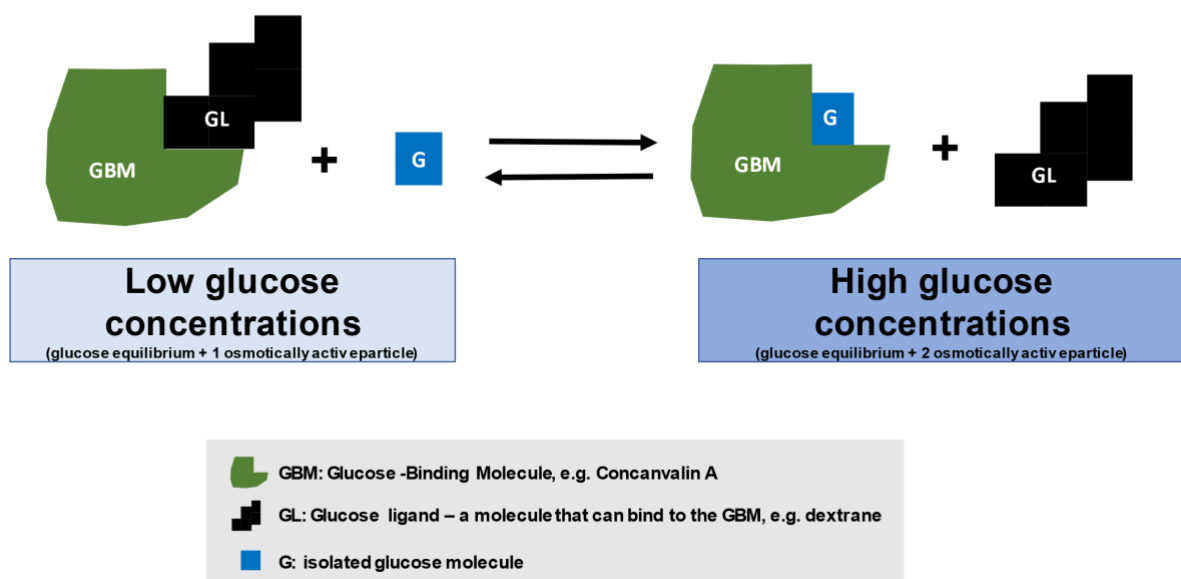 GL
GBM
+
G
G
GBM
+
GL
Low glucose
concentrations
(glucose equilibrium + 1 osmotically activ eparticle)
High glucose
concentrations
(glucose equilibrium + 2 osmotically activ eparticle)
GBM: Glucose -Binding Molecule, e.g. Concanvalin A
GL: Glucose ligand – a molecule that can bind to the GBM, e.g. dextrane
G: isolated glucose molecule